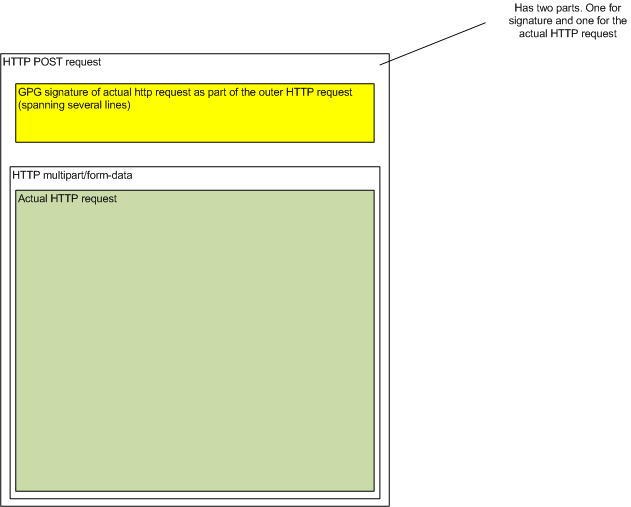 Has two parts. One for
signature and one for the
actual HTTP request
HTTP POST request
GPG signature of actual http request as part of the outer HTTP request
(spanning several lines)
HTTP multipart/form-data
Actual HTTP request